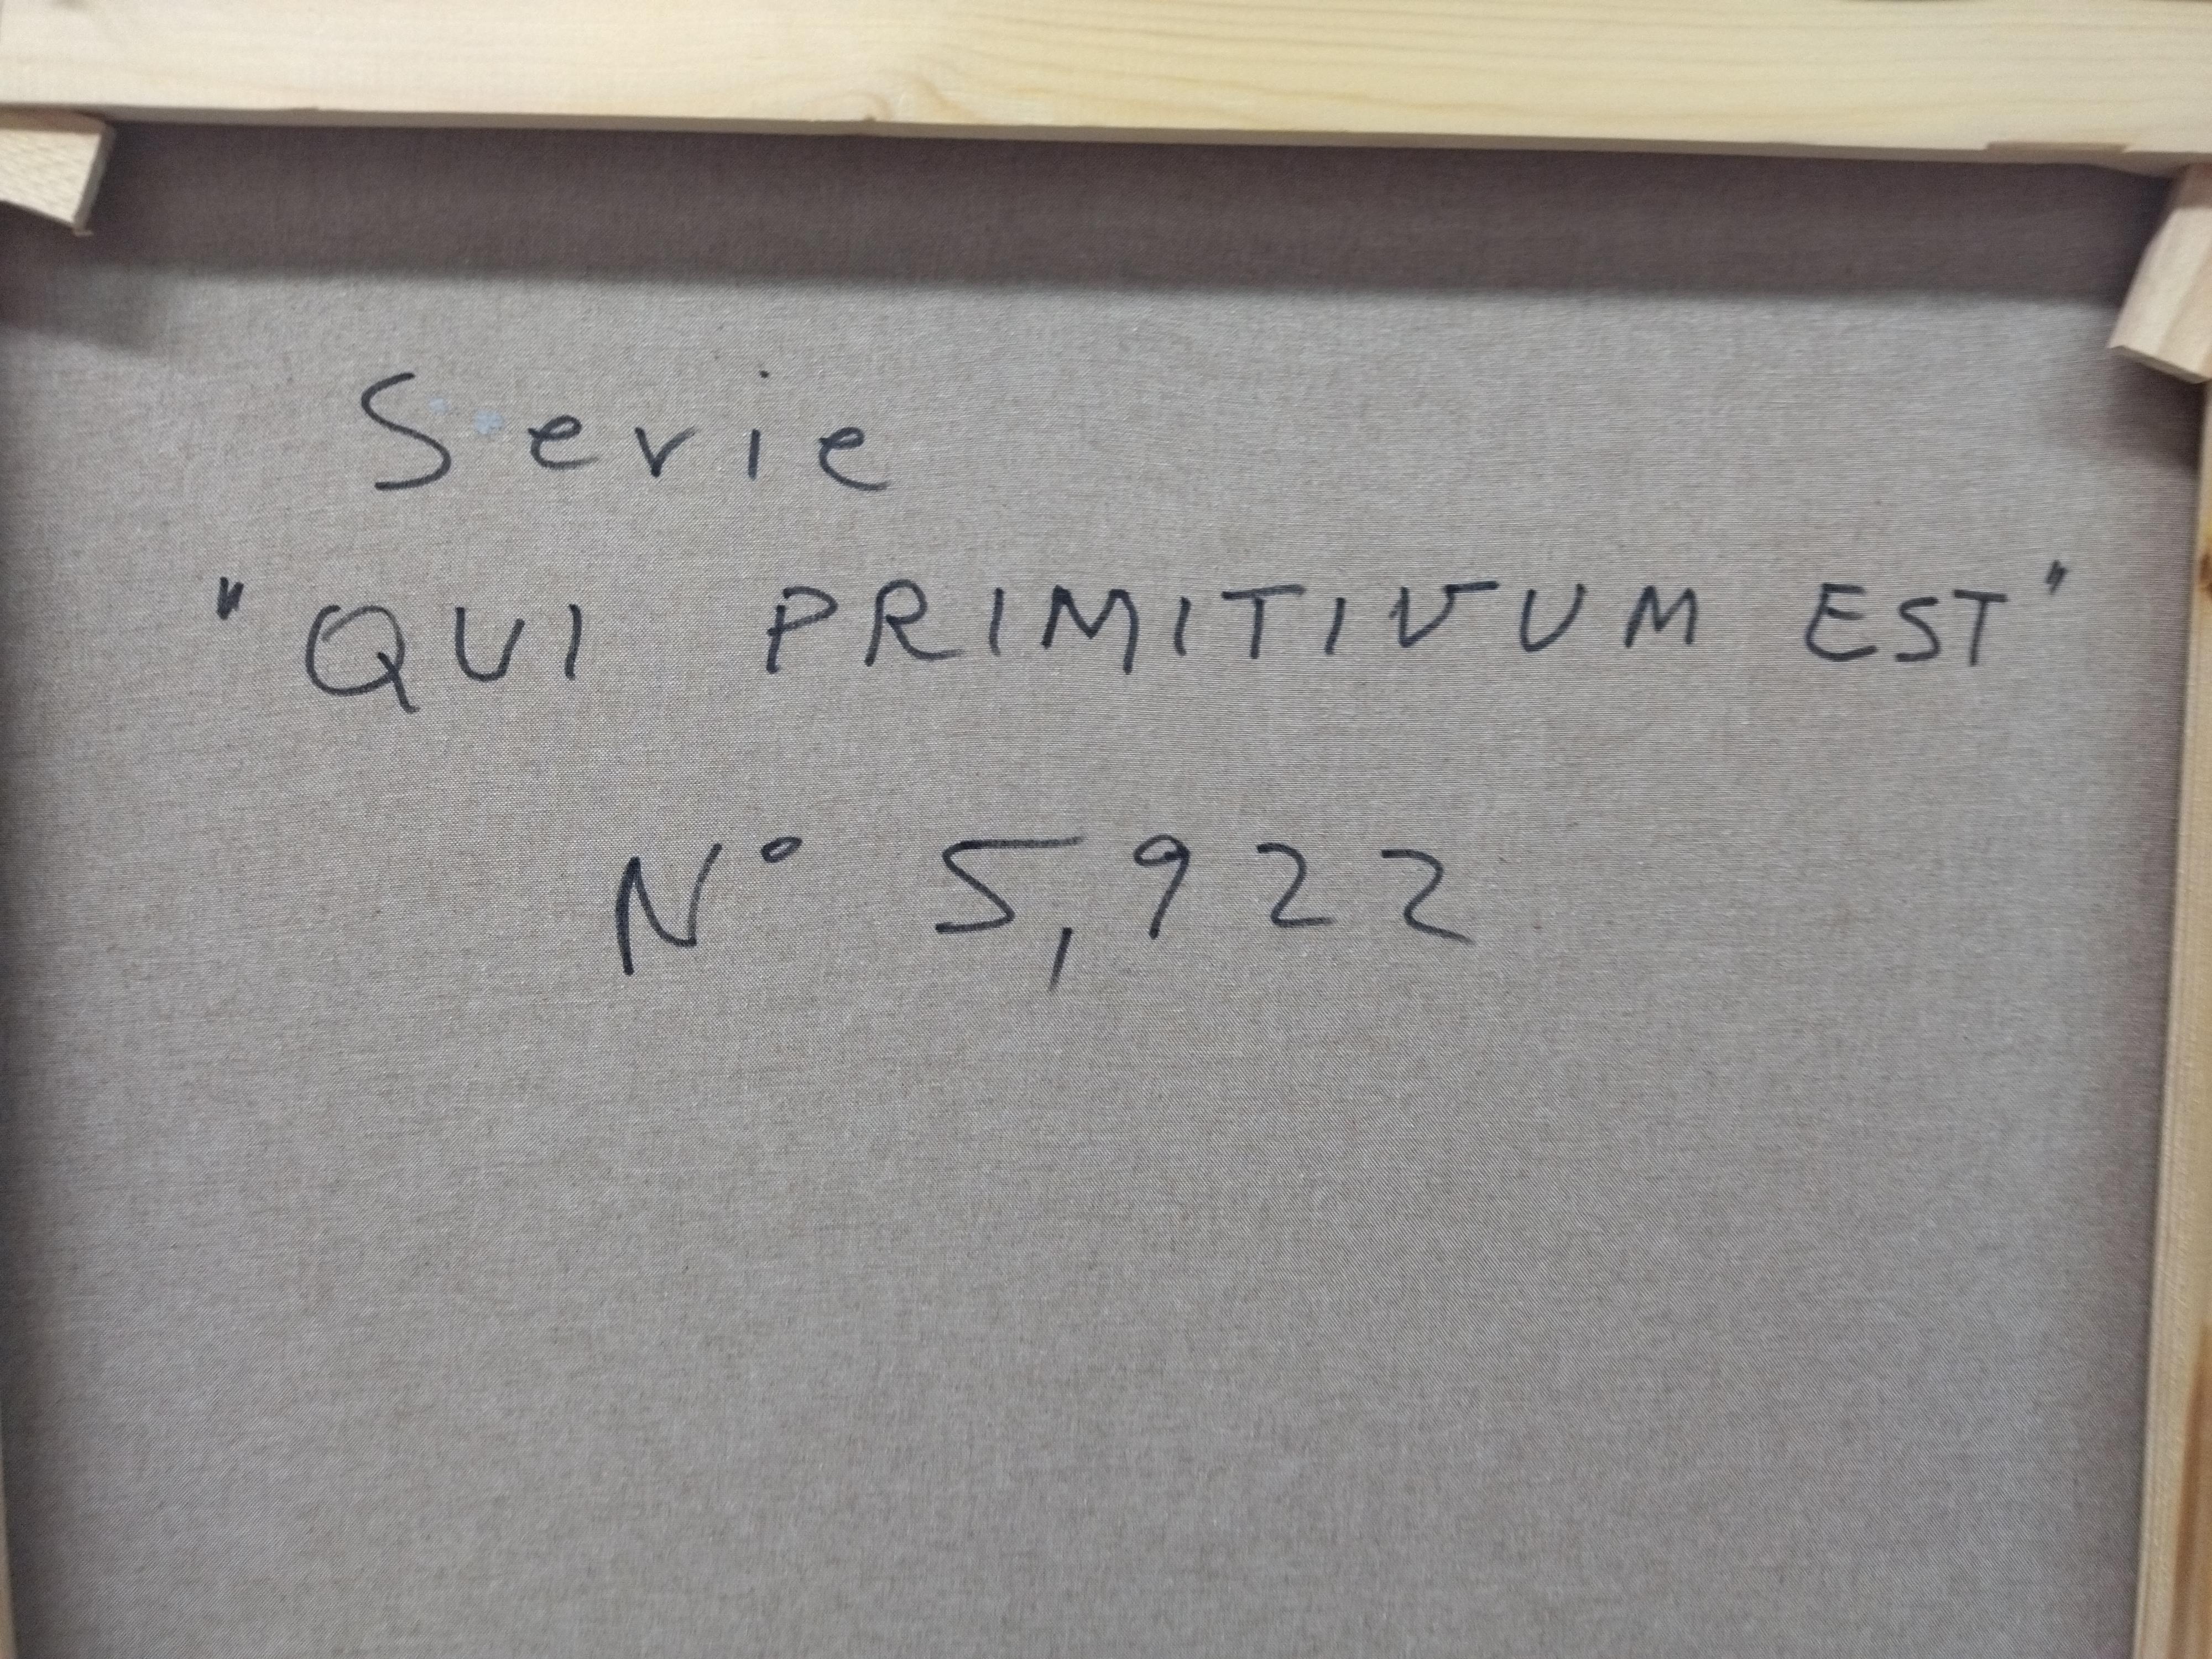 Serie
"QUI PRIMITIVUM EST"
N° 5,922